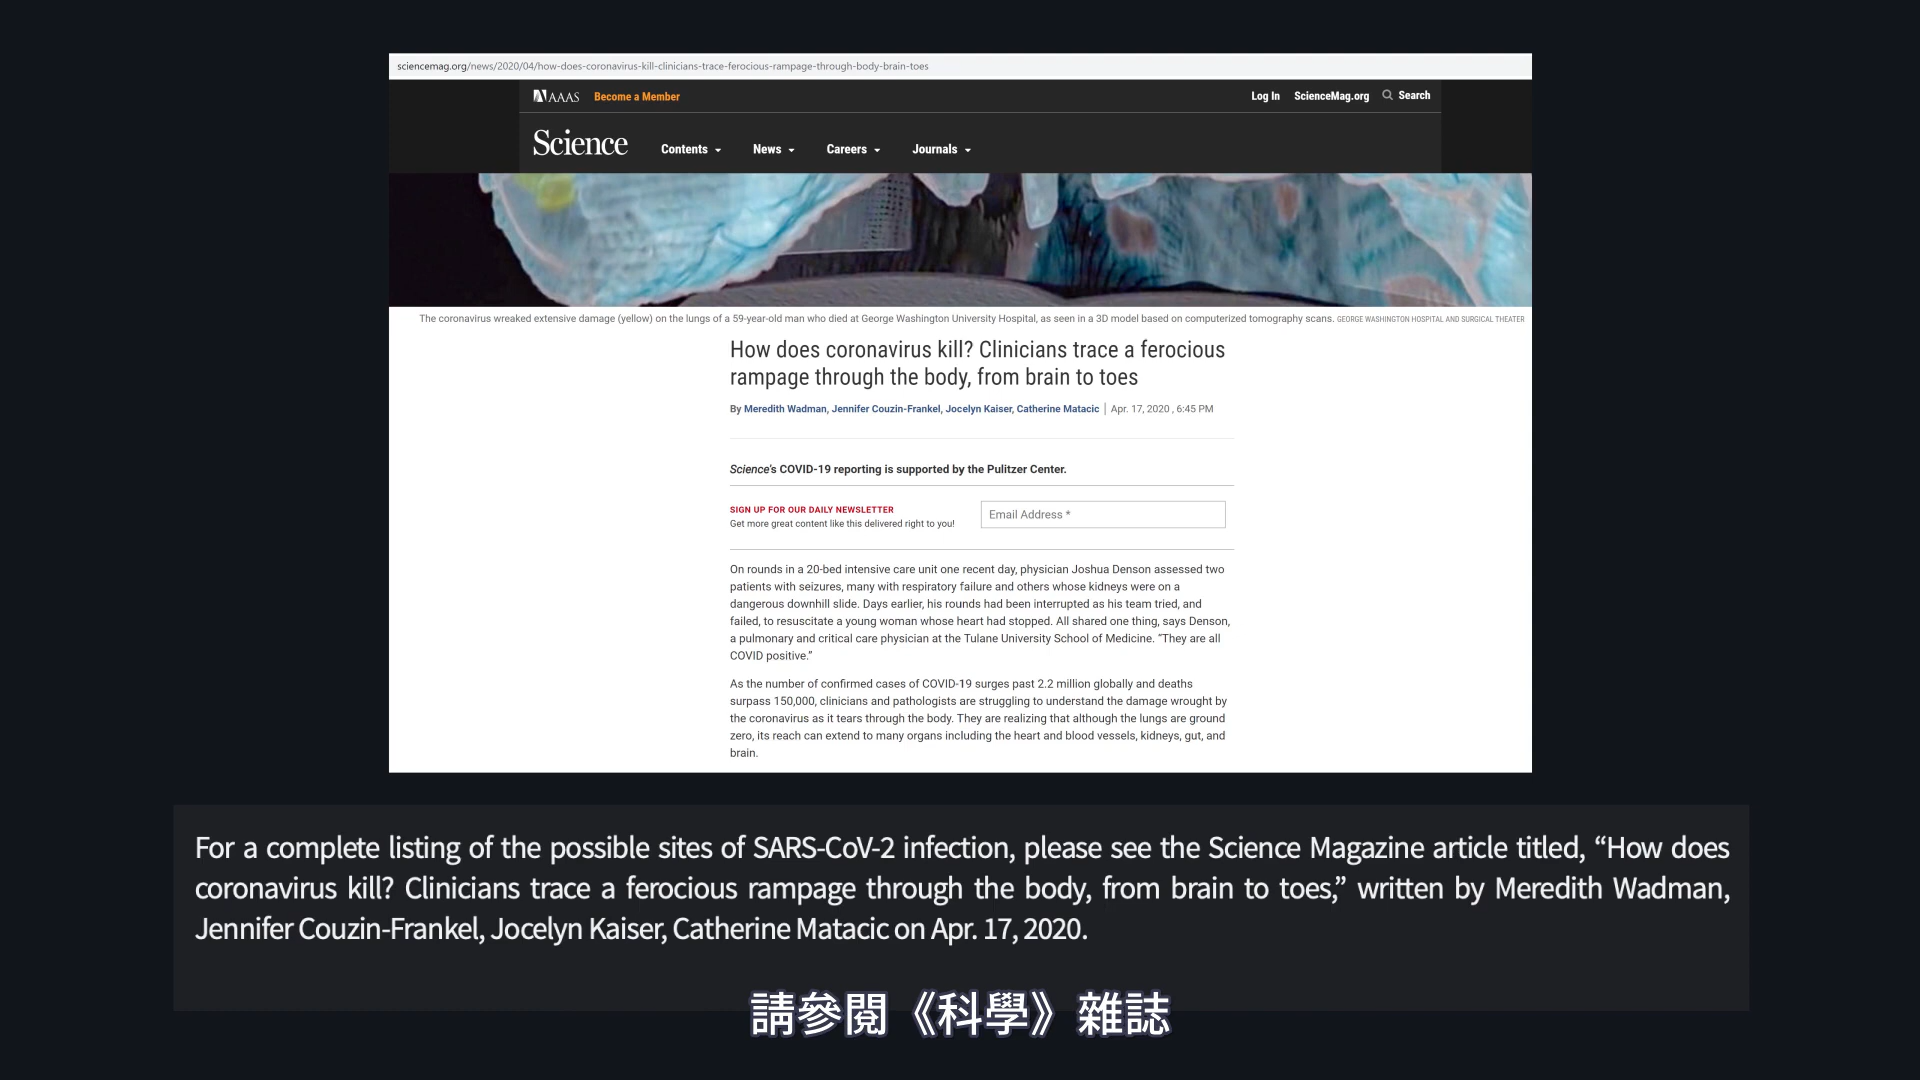 sciencemag.org/news/2020/04/how-does-coronavirus-kill-clinicians-trace-ferocious-rampage-through-body-brain-toes
AAAS Become a Member Log In ScienceMag.org Search
Science Contents News Careers Journals
The coronavirus wreaked extensive damage (yellow) on the lungs of a 59-year-old man who died at George Washington University Hospital, as seen in a 3D model based on computerized tomography scans. GEORGE WASHINGTON HOSPITAL AND SURGICAL THEATER
How does coronavirus kill? Clinicians trace a ferocious
rampage through the body, from brain to toes
By Meredith Wadman, Jennifer Couzin-Frankel, Jocelyn Kaiser, Catherine Matacic | Apr. 17, 2020 , 6:45 PM
Science's COVID-19 reporting is supported by the Pulitzer Center.
SIGN UP FOR OUR DAILY NEWSLETTER
Get more great content like this delivered right to you!
Email Address *
On rounds in a 20-bed intensive care unit one recent day, physician Joshua Denson assessed two
patients with seizures, many with respiratory failure and others whose kidneys were on a
dangerous downhill slide. Days earlier, his rounds had been interrupted as his team tried, and
failed, to resuscitate a young woman whose heart had stopped. All shared one thing, says Denson,
a pulmonary and critical care physician at the Tulane University School of Medicine. “They are all
COVID positive.”
As the number of confirmed cases of COVID-19 surges past 2.2 million globally and deaths
surpass 150,000, clinicians and pathologists are struggling to understand the damage wrought by
the coronavirus as it tears through the body. They are realizing that although the lungs are ground
zero, its reach can extend to many organs including the heart and blood vessels, kidneys, gut, and
brain.
For a complete listing of the possible sites of SARS-CoV-2 infection, please see the Science Magazine article titled, “How does
coronavirus kill? Clinicians trace a ferocious rampage through the body, from brain to toes,” written by Meredith Wadman,
Jennifer Couzin-Frankel, Jocelyn Kaiser, Catherine Matacic on Apr. 17, 2020.
請參閱《科學》雜誌